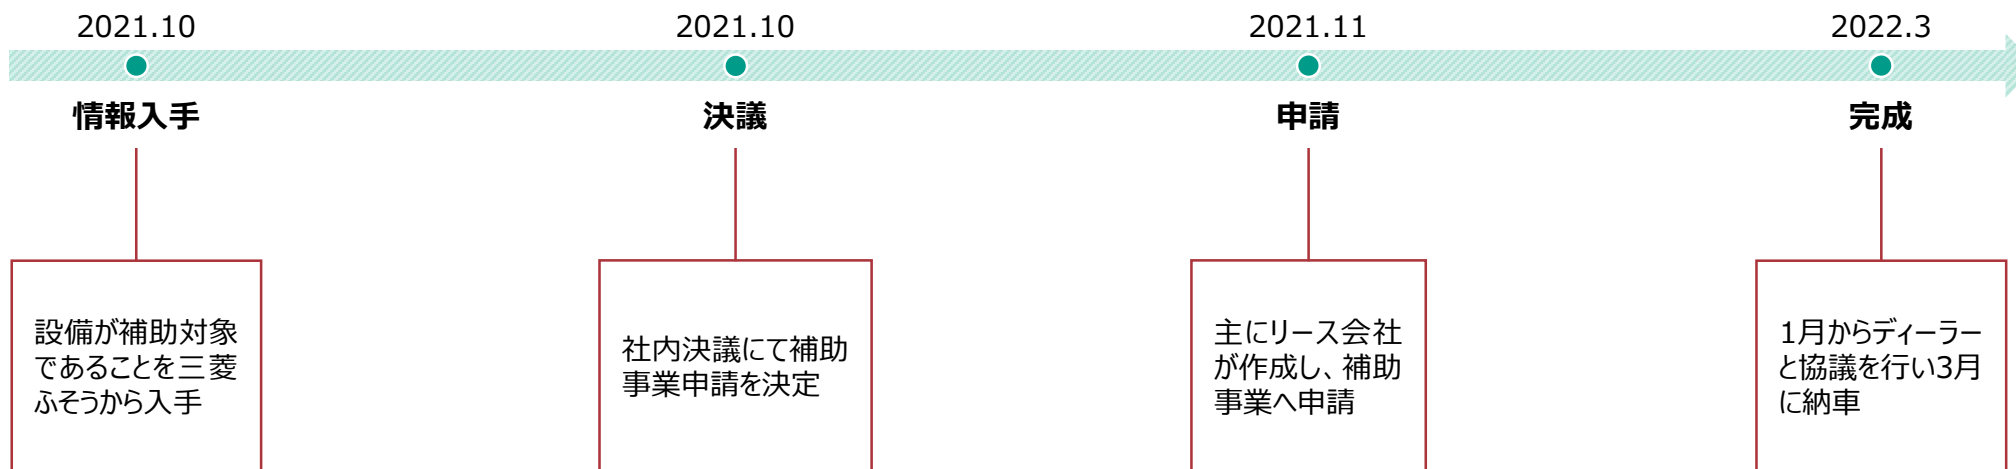 2021.10
2021.10
2021.11
2022.3
情報入手
決議
申請
完成
設備が補助対象
であることを三菱
ふそうから入手
社内決議にて補助
事業申請を決定
主にリース会社
が作成し、補助
事業へ申請
1月からディーラー
と協議を行い3月
に納車